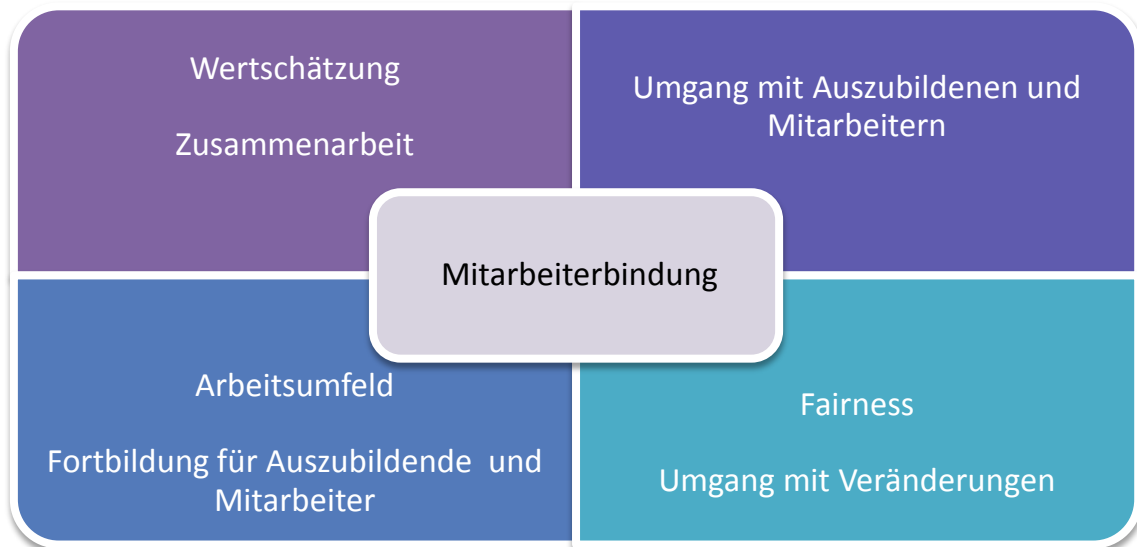 Wertschätzung
Zusammenarbeit
Umgang mit Auszubildenen und
Mitarbeitern
Mitarbeiterbindung
Arbeitsumfeld
Fortbildung für Auszubildende und
Mitarbeiter
Fairness
Umgang mit Veränderungen